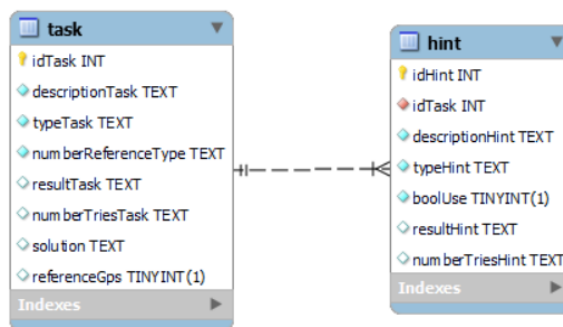 task
idTask INT
descriptionTask TEXT
typeTask TEXT
numberReferenceType TEXT
resultTask TEXT
numberTriesTask TEXT
solution TEXT
referenceGps TINYINT(1)
Indexes
hint
idHint INT
idTask INT
descriptionHint TEXT
typeHint TEXT
boolUse TINYINT(1)
resultHint TEXT
numberTriesHint TEXT
Indexes